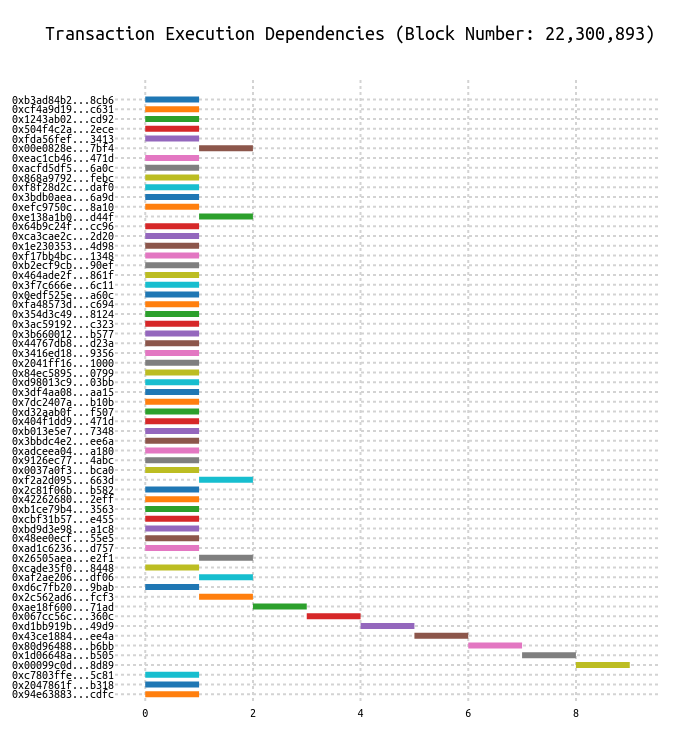 Transaction Execution Dependencies (Block Number: 22,300,893)
0xb3ad84b2...8cb6
0xcf4a9d19...c631
0x1243ab02...cd92
0x504f4c2a...2ece
0xfda56fef...3413
0x00e0828e...7bf4
0xeac1cb46...471d
0xacfd5df5...6a0c
0x868a9792...febc
0xf8f28d2c...daf0
0x3bdb0aea...6a9d
0xefc9750c...8a10
0xe138a1b0...d44f
0x64b9c24f...cc96
0xca3cae2c...2d20
0x1e230353...4d98
0xf17bb4bc...1348
0xb2ecf9cb...90ef
0x464ade2f...861f
0x3f7c666e...6c11
0x0edf525e...a60c
0xfa48573d...c694
0x354d3c49...8124
0x3ac59192...c323
0x3b660012...b577
0x44767db8...d23a
0x3416ed18...9356
0x2041ff16...1000
0x84ec5895...0799
0xd98013c9...03bb
0x3df4aa08...aa15
0x7dc2407a...b10b
0xd32aab0f...f507
0x404f1dd9...471d
0xb013e5e7...7348
0x3bbdc4e2...ee6a
0xadceea04...a180
0x9126ec77...4abc
0x0037a0f3...bca0
0xf2a2d095...663d
0x2c81f06b...b582
0x42262680...2eff
0xb1ce79b4...3563
0xcbf31b57...e455
0xbd9d3e98...a1c8
0x48ee0ecf...55e5
0xad1c6236...d757
0x26505aea...e2f1
0xcade35f0...8448
0xaf2ae206...df06
0xd6c7fb20...9bab
0x2c562ad6...fcf3
0xae18f600...71ad
0x067cc56c...360c
0xd1bb919b...49d9
0x43ce1884...ee4a
0x80d96488...b6bb
0x1d06648a...b505
0x00099c0d...8d89
0xc7803ffe...5c81
0x2047861f...b318
0x94e63883...cdfc
0 2 4 6 8